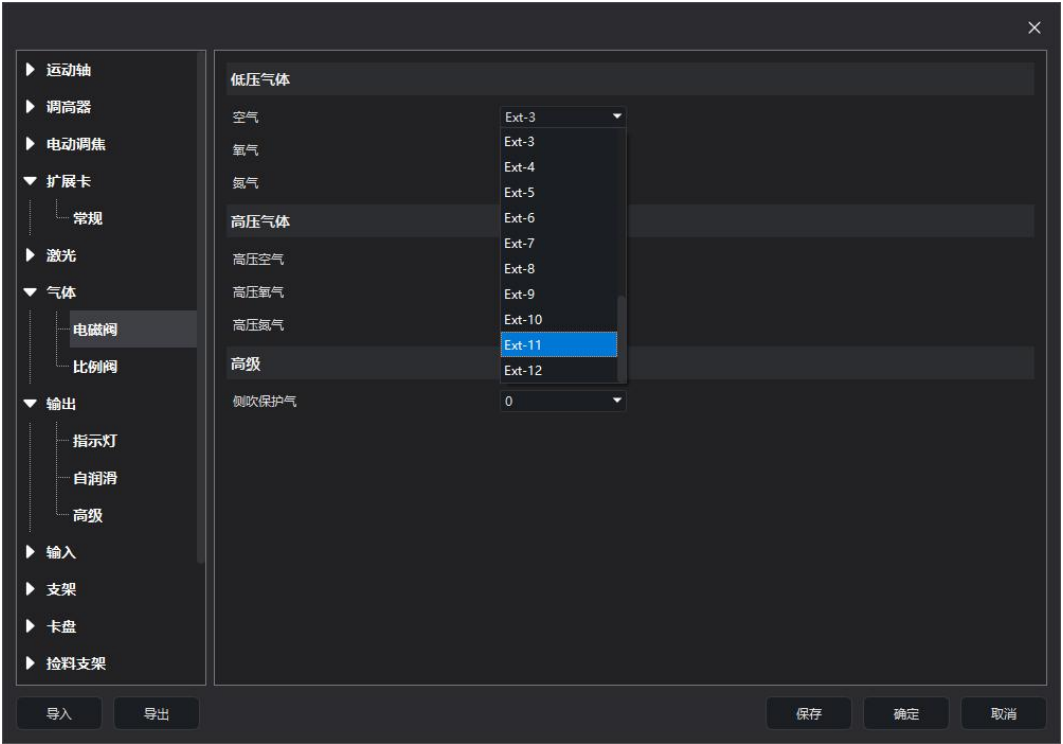 运动轴
调高器
电动调焦
扩展卡
常规
激光
气体
电磁阀
比例阀
输出
指示灯
自润滑
高级
输入
支架
卡盘
捡料支架
低压气体
空气
Ext-3
氧气
氮气
高压气体
高压空气
高压氧气
高压氮气
高级
侧吹保护气
0
Ext-3
Ext-4
Ext-5
Ext-6
Ext-7
Ext-8
Ext-9
Ext-10
Ext-11
Ext-12
导入
导出
保存
确定
取消